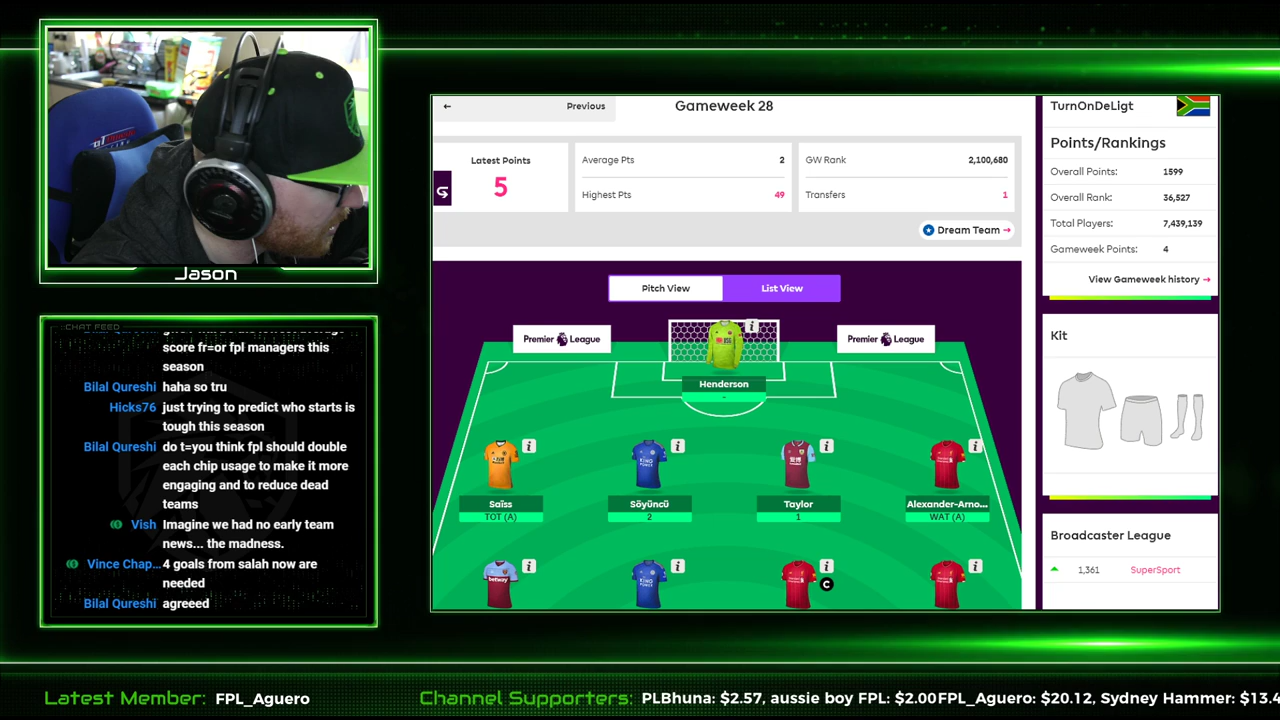 Jason
CHAT FEED
score fr=or fpl managers this
season
Bilal Qureshi haha so tru
Hicks76 just trying to predict who starts is
tough this season
Bilal Qureshi do t=you think fpl should double
each chip usage to make it more
engaging and to reduce dead
teams
Vish Imagine we had no early team
news... the madness.
Vince Chap... 4 goals from salah now are
needed
Bilal Qureshi agreeed
← Previous
Gameweek 28
Latest Points
5
Average Pts 2
Highest Pts 49
GW Rank 2,100,680
Transfers 1
Dream Team →
Pitch View
List View
Premier League
Premier League
Henderson
-
Saïss
TOT (A)
Söyüncü
2
Taylor
1
Alexander-Arno...
WAT (A)
betway
KING POWER
C
TurnOnDeLigt
Points/Rankings
Overall Points: 1599
Overall Rank: 36,527
Total Players: 7,439,139
Gameweek Points: 4
View Gameweek history →
Kit
Broadcaster League
1,361 SuperSport
Latest Member: FPL_Aguero
Channel Supporters: PLBhuna: $2.57, aussie boy FPL: $2.00FPL_Aguero: $20.12, Sydney Hammer: $13.4